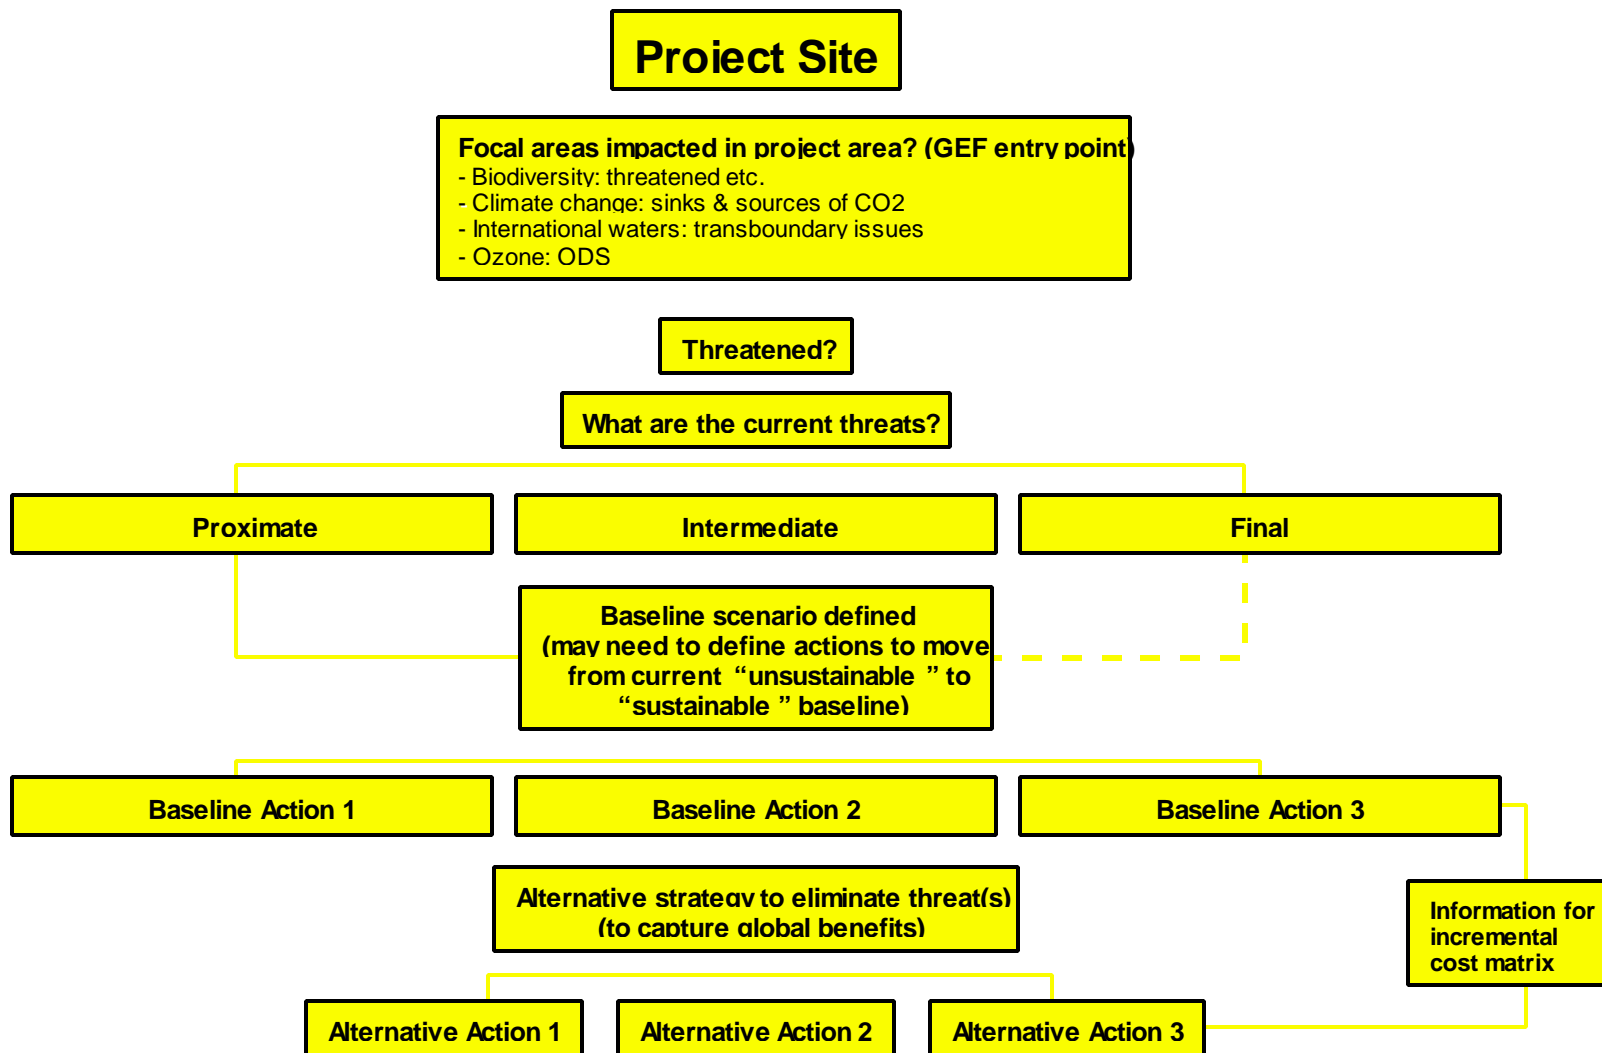 Project Site
Focal areas impacted in project area? (GEF entry point)
- Biodiversity: threatened etc.
- Climate change: sinks & sources of CO2
- International waters: transboundary issues
- Ozone: ODS
Threatened?
What are the current threats?
Proximate
Intermediate
Final
Baseline scenario defined
(may need to define actions to move
from current “unsustainable ” to
“sustainable ” baseline)
Baseline Action 1
Baseline Action 2
Baseline Action 3
Alternative strategy to eliminate threat(s)
(to capture global benefits)
Information for
incremental
cost matrix
Alternative Action 1
Alternative Action 2
Alternative Action 3